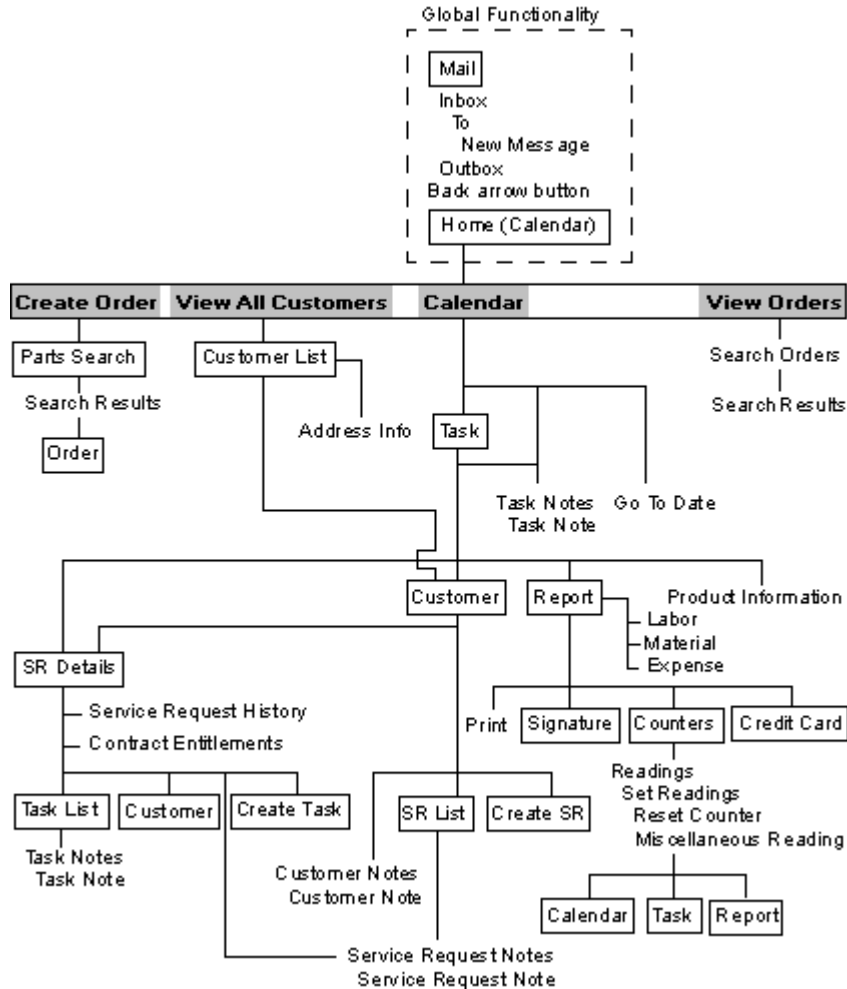 Global Functionality
Mail
Inbox
To
New Message
Outbox
Back arrow button
Home (Calendar)
Create Order
View All Customers
Calendar
View Orders
Parts Search
Customer List
Search Orders
Search Results
Address Info
Task
Search Results
Order
Task Notes
Task Note
Go To Date
Customer
Report
Product Information
Labor
Material
Expense
SR Details
Service Request History
Contract Entitlements
Print
Signature
Counters
Credit Card
Task List
Customer
Create Task
SR List
Create SR
Readings
Set Readings
Reset Counter
Miscellaneous Reading
Task Notes
Task Note
Customer Notes
Customer Note
Calendar
Task
Report
Service Request Notes
Service Request Note